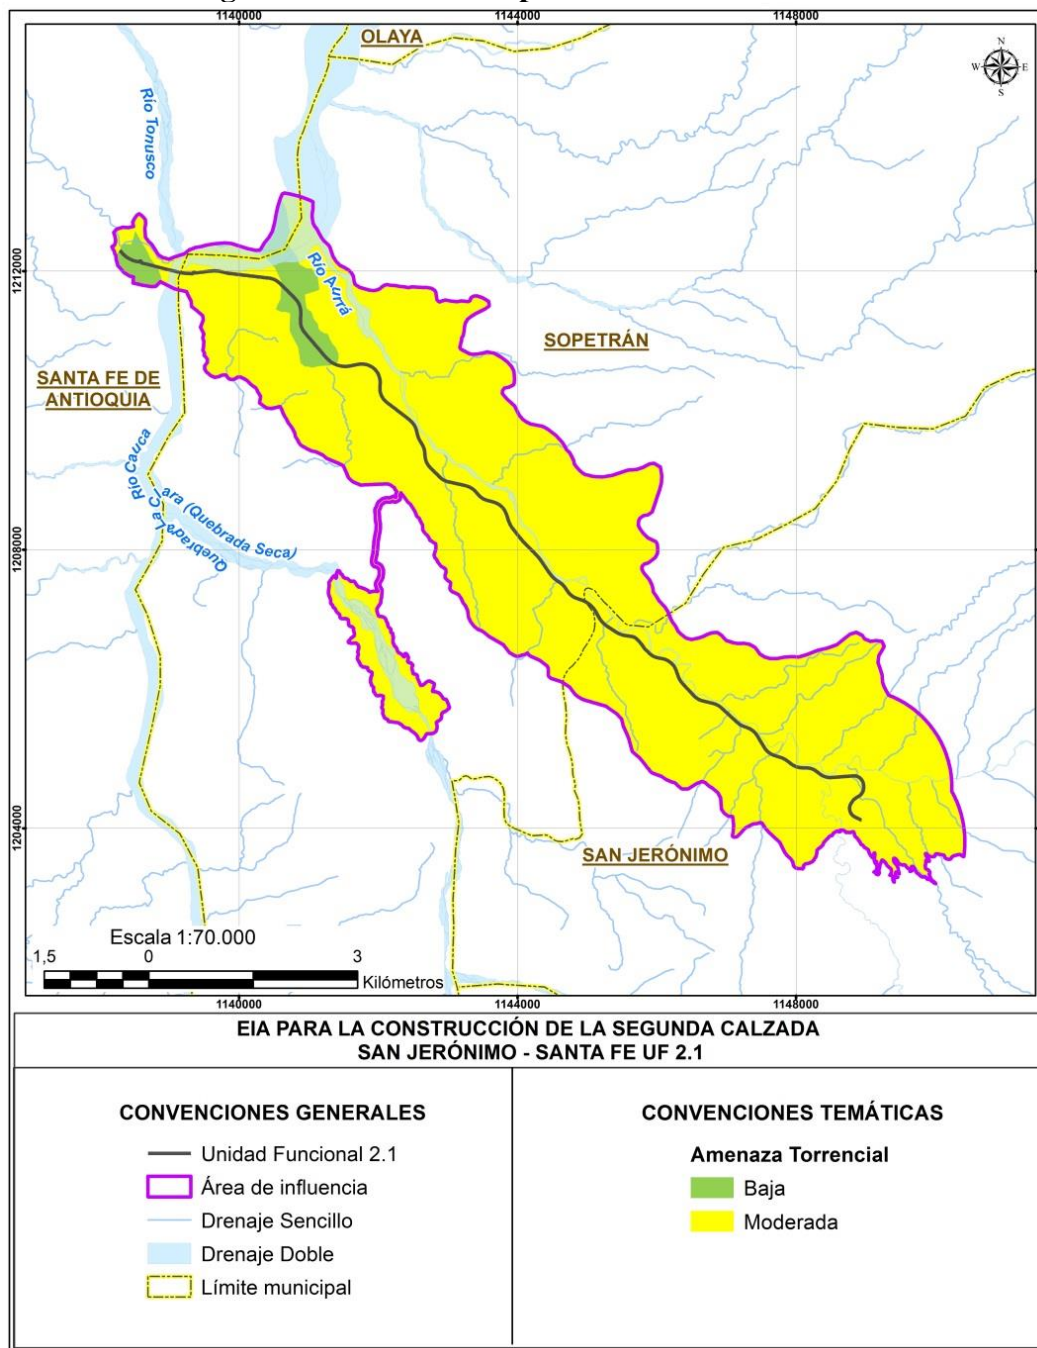 1140000
1144000
1148000
OLAYA
N
W
E
S
Río Tonusco
1212000
Río Aurrá
SOPETRÁN
SANTA FE DE
ANTIOQUIA
Río Cauca
Quebrada La Clara (Quebrada Seca)
1208000
1204000
SAN JERÓNIMO
Escala 1:70.000
1,5 0 3
Kilómetros
1140000
1144000
1148000
EIA PARA LA CONSTRUCCIÓN DE LA SEGUNDA CALZADA
SAN JERÓNIMO - SANTA FE UF 2.1
CONVENCIONES GENERALES
Unidad Funcional 2.1
Área de influencia
Drenaje Sencillo
Drenaje Doble
Límite municipal
CONVENCIONES TEMÁTICAS
Amenaza Torrencial
Baja
Moderada